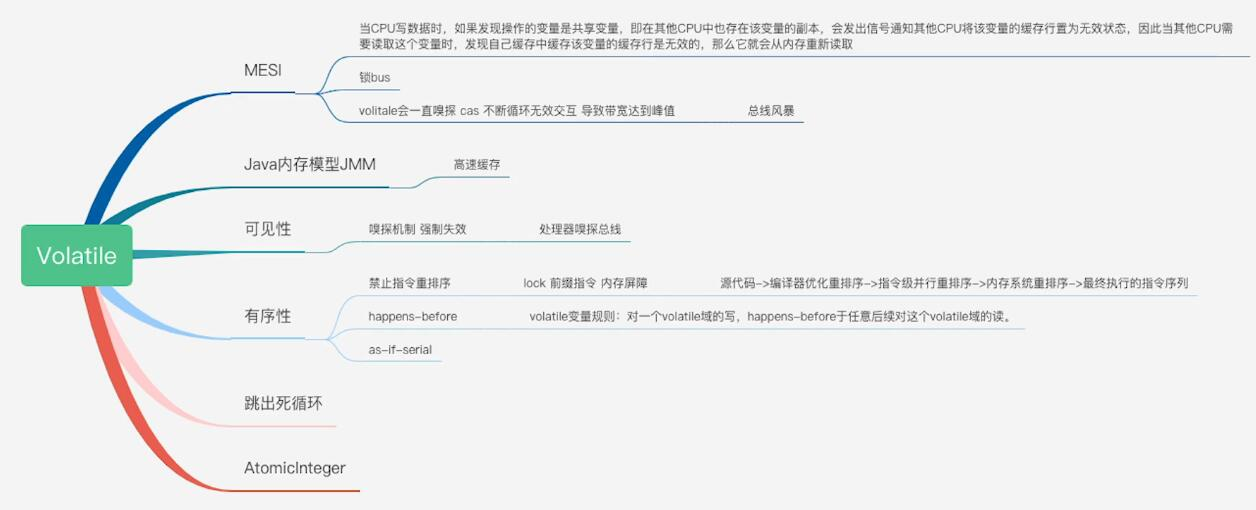 当CPU写数据时，如果发现操作的变量是共享变量，即在其他CPU中也存在该变量的副本，会发出信号通知其他CPU将该变量的缓存行置为无效状态，因此当其他CPU需
要读取这个变量时，发现自己缓存中缓存该变量的缓存行是无效的，那么它就会从内存重新读取
MESI
锁bus
volitale会一直嗅探 cas 不断循环无效交互 导致带宽达到峰值
总线风暴
Java内存模型JMM
高速缓存
可见性
嗅探机制 强制失效
处理器嗅探总线
Volatile
有序性
禁止指令重排序
lock 前缀指令 内存屏障
源代码->编译器优化重排序->指令级并行重排序->内存系统重排序->最终执行的指令序列
happens-before
volatile变量规则：对一个volatile域的写，happens-before于任意后续对这个volatile域的读。
as-if-serial
跳出死循环
AtomicInteger